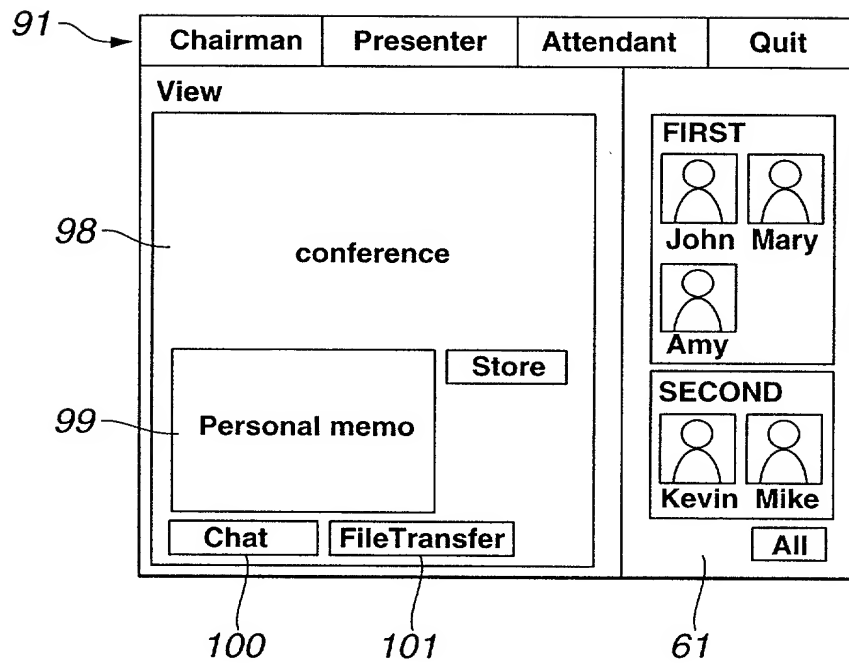 91
Chairman Presenter Attendant Quit
View
FIRST
John Mary
Amy
98
conference
Store
99
Personal memo
SECOND
Kevin Mike
Chat FileTransfer
All
100 101 61